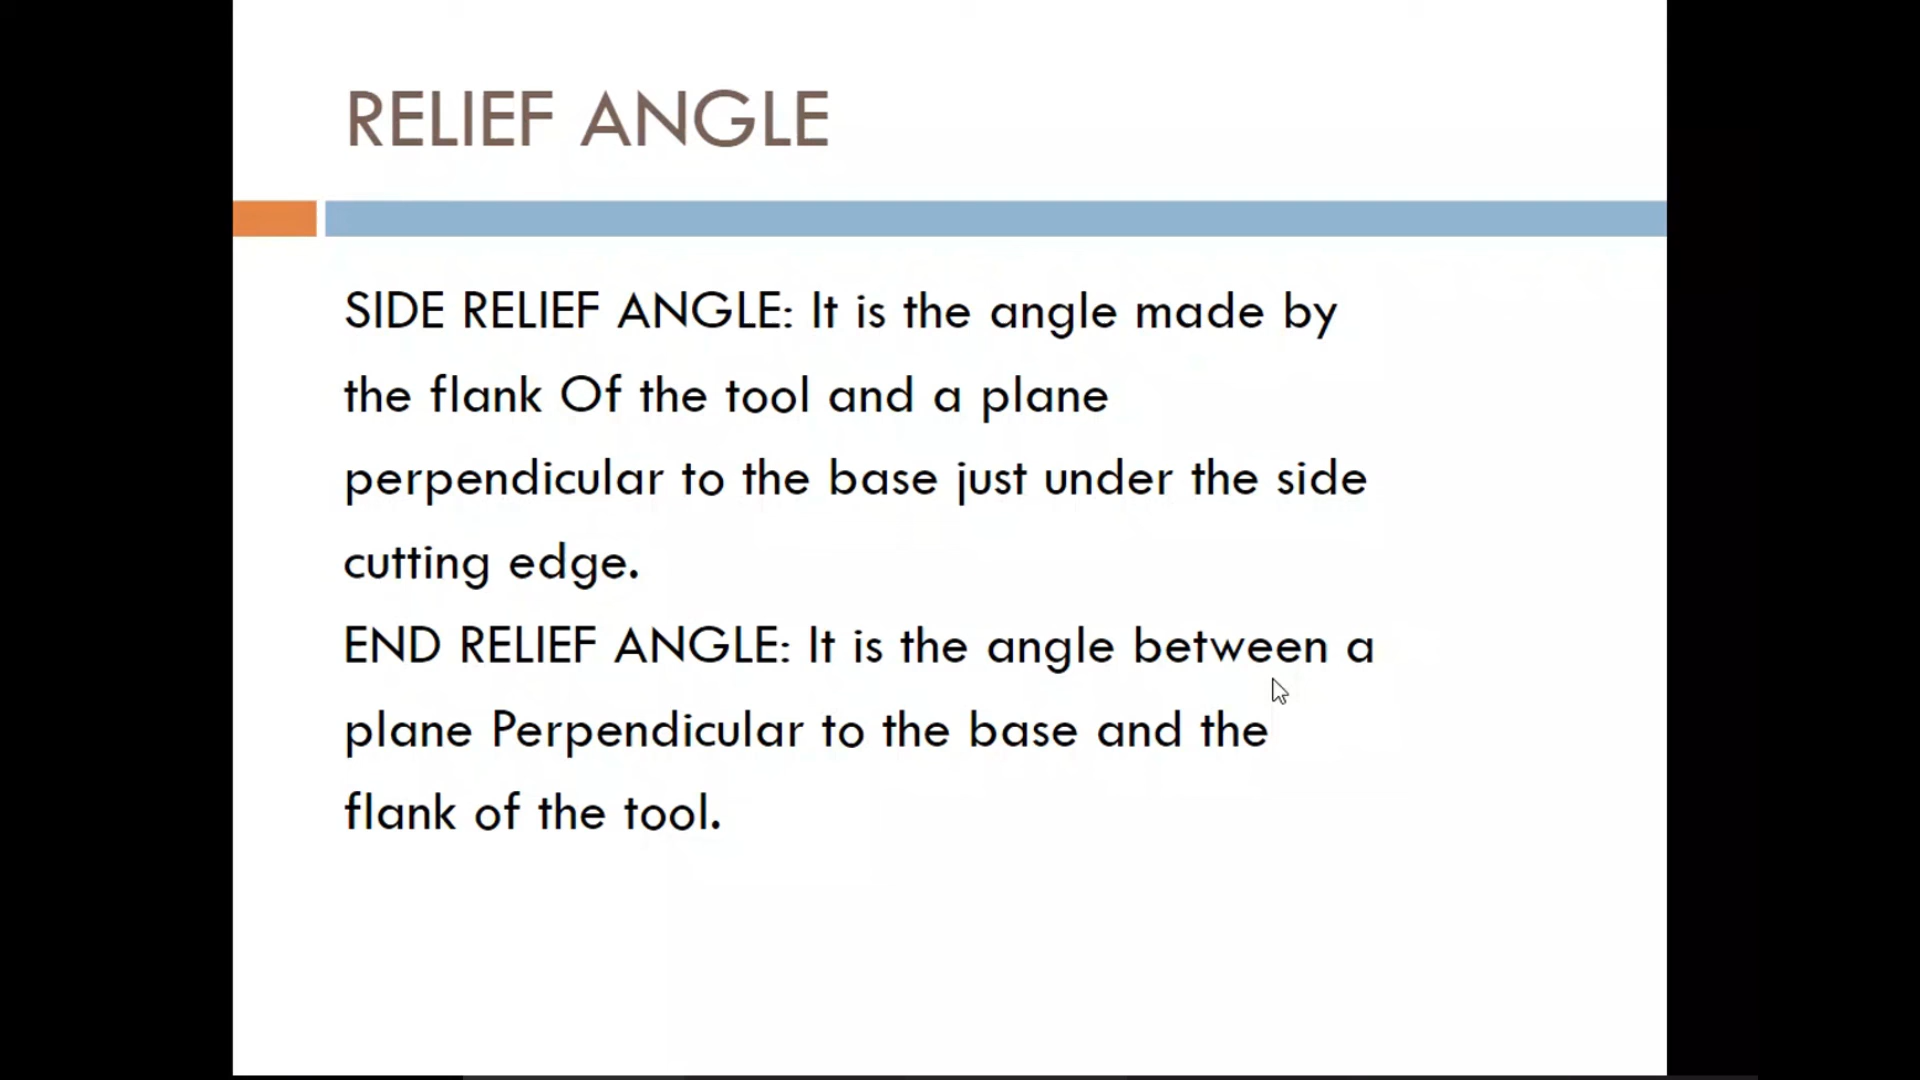 RELIEF ANGLE
SIDE RELIEF ANGLE: It is the angle made by
the flank Of the tool and a plane
perpendicular to the base just under the side
cutting edge.
END RELIEF ANGLE: It is the angle between a
plane Perpendicular to the base and the
flank of the tool.